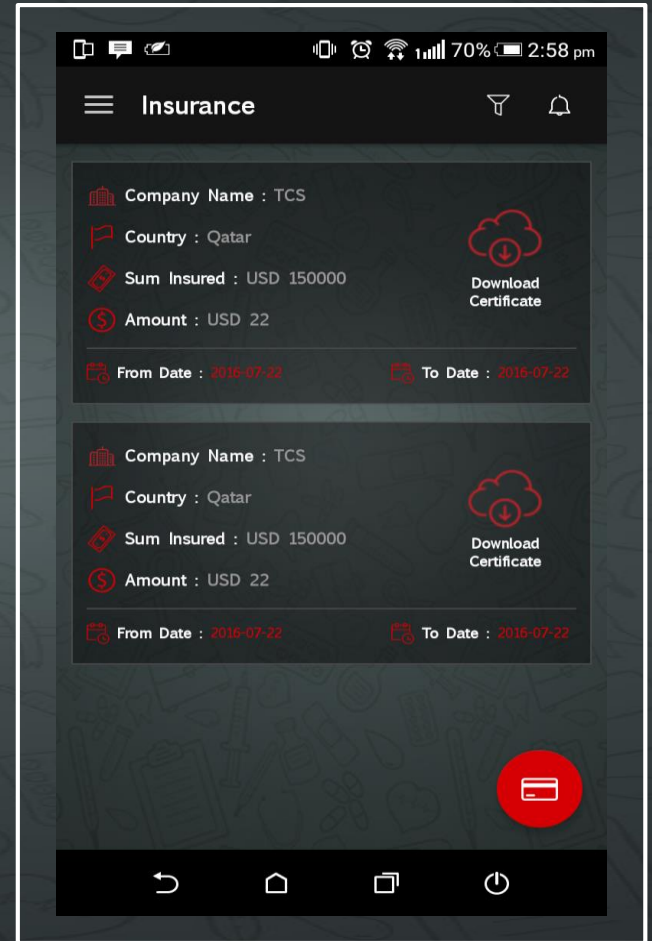 70% 2:58 pm
Insurance
Company Name : TCS
Country : Qatar
Sum Insured : USD 150000
Amount : USD 22
Download
Certificate
From Date : 2016-07-22 To Date : 2016-07-22
Company Name : TCS
Country : Qatar
Sum Insured : USD 150000
Amount : USD 22
Download
Certificate
From Date : 2016-07-22 To Date : 2016-07-22